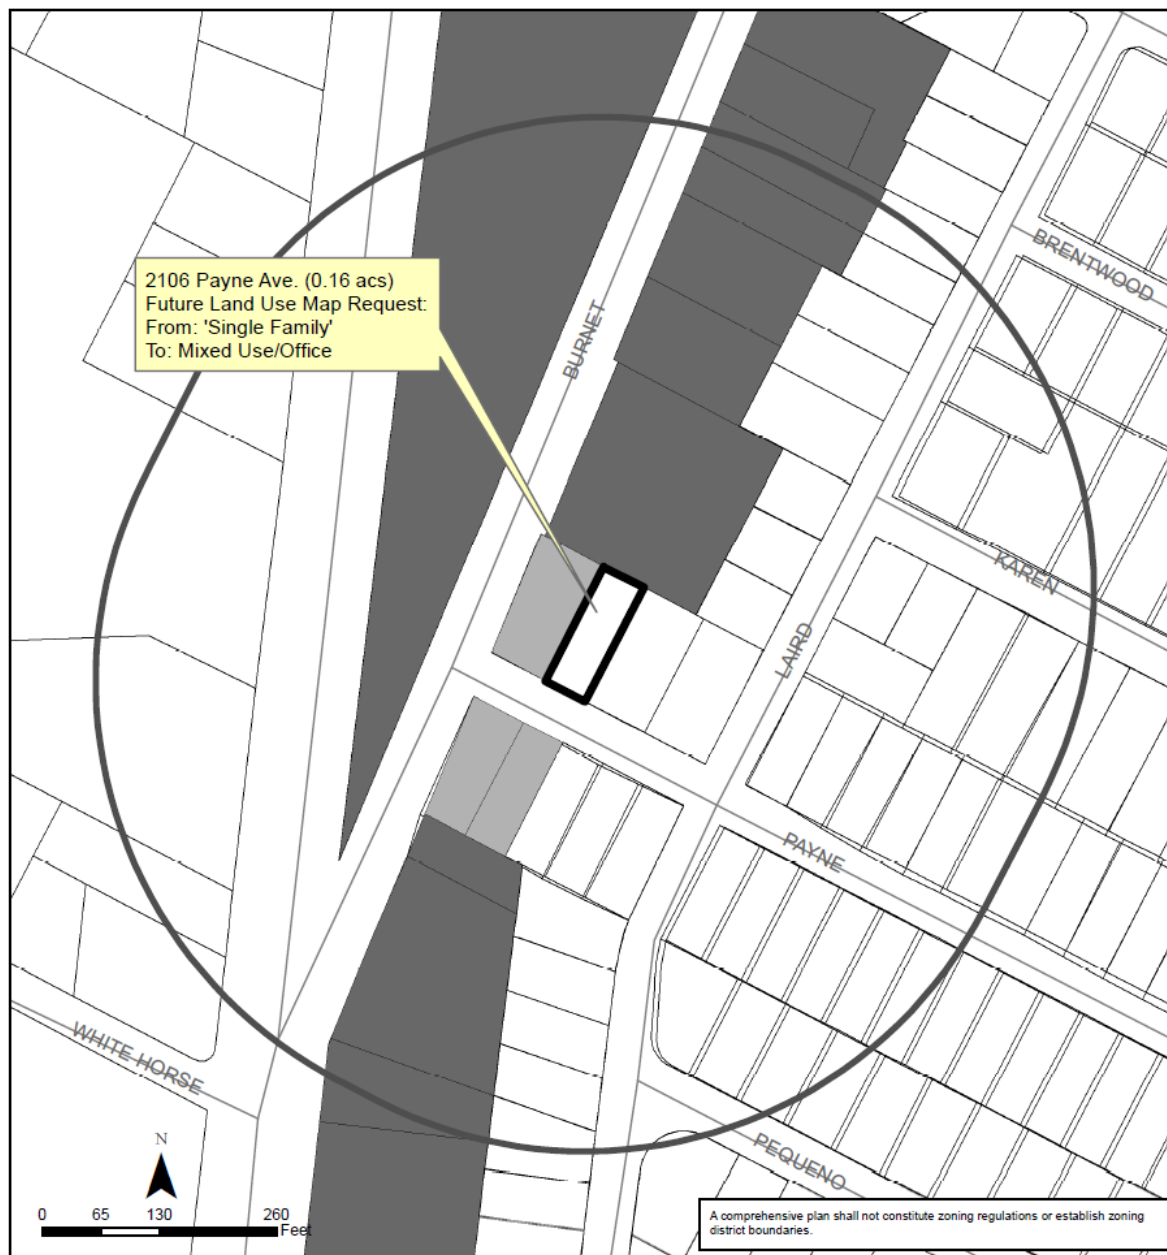 BRENTWOOD
2106 Payne Ave. (0.16 acs)
Future Land Use Map Request:
From: 'Single Family'
To: Mixed Use/Office
BURNET
KAREN
LAIRD
PAYNE
WHITE HORSE
PEQUENO
N
0 65 130 260
Feet
A comprehensive plan shall not constitute zoning regulations or establish zoning
district boundaries.